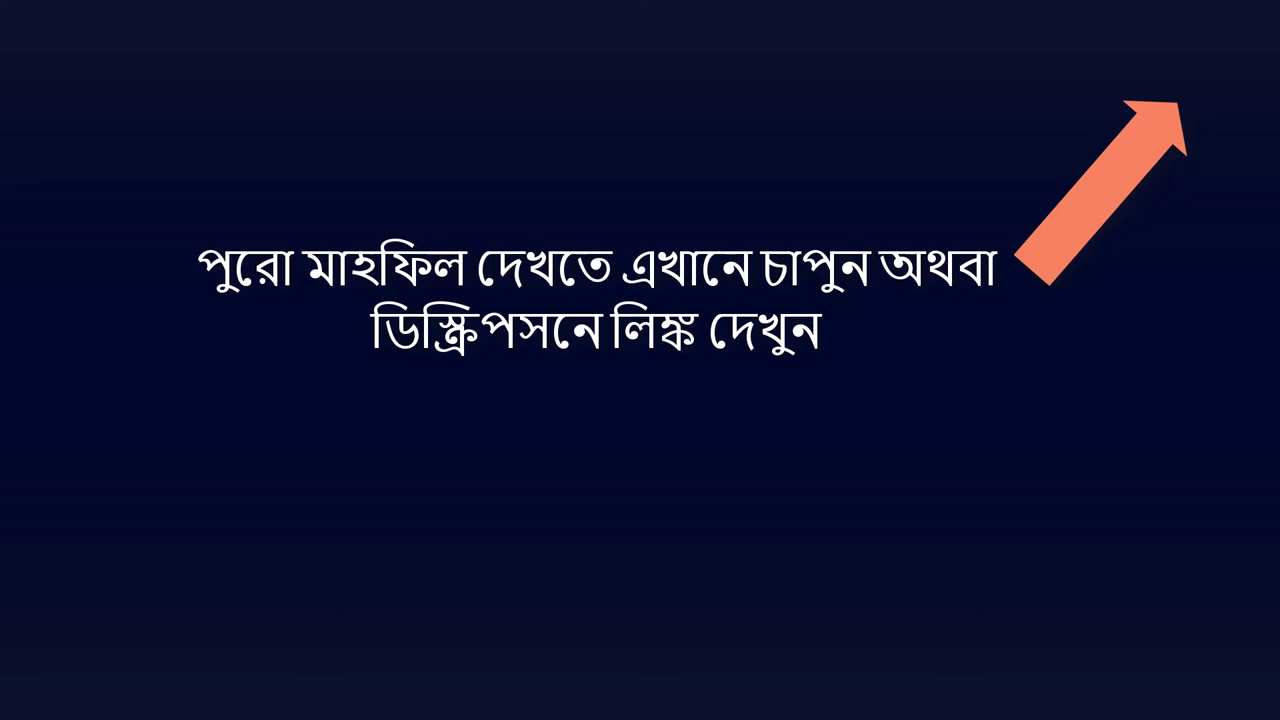 পুরো মাহফিল দেখতে এখানে চাপুন অথবা
ডিস্ক্রিপসনে লিঙ্ক দেখুন